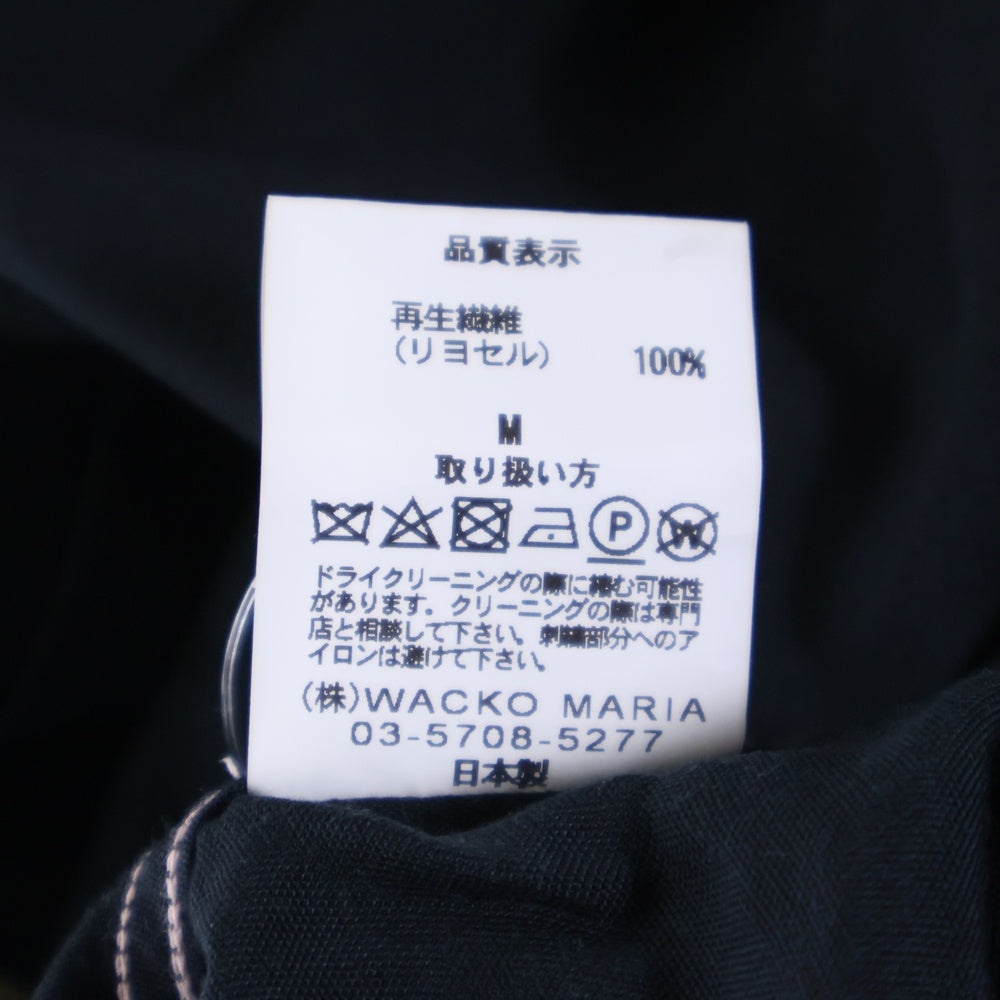 品質表示
再生繊維
(リヨセル) 100%
M
取り扱い方
P W
ドライクリーニングの際に縮む可能性
があります。クリーニングの際は専門
店と相談して下さい。刺繍部分へのア
イロンは避けて下さい。
(株)WACKO MARIA
03-5708-5277
日本製